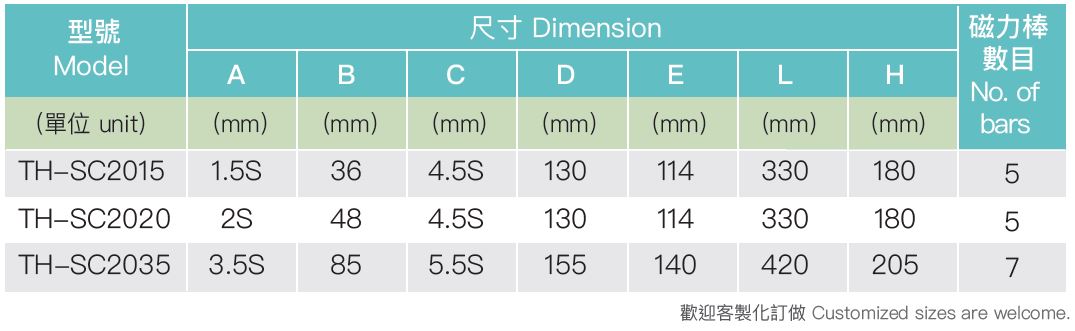 型號 尺寸 Dimension 磁力棒
Model 數目
A B C D E L H No. of
(單位 unit) (mm) (mm) (mm) (mm) (mm) (mm) (mm) bars
TH-SC2015 1.5S 36 4.5S 130 114 330 180 5
TH-SC2020 2S 48 4.5S 130 114 330 180 5
TH-SC2035 3.5S 85 5.5S 155 140 420 205 7
歡迎客製化訂做 Customized sizes are welcome.